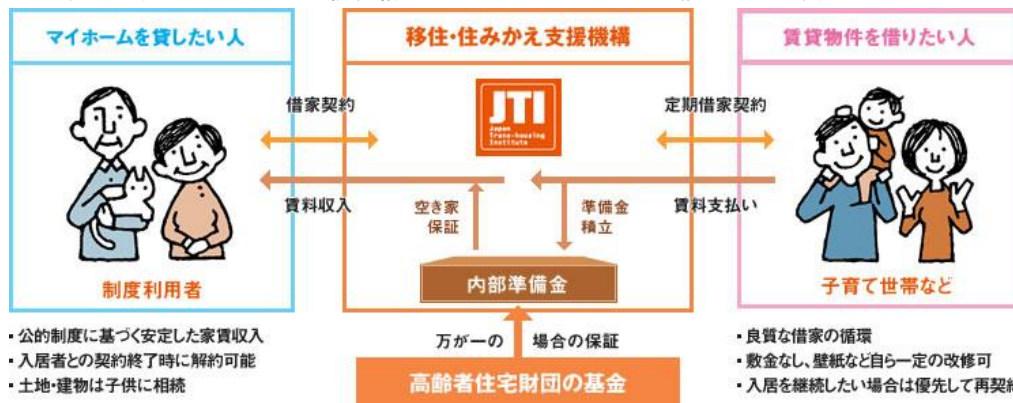 マイホームを貸したい人
移住・住みかえ支援機構
賃貸物件を借りたい人
借家契約
JTI
Japan
Trans-housing
Institute
定期借家契約
賃料収入
空き家
保証
準備金
積立
賃料支払い
制度利用者
内部準備金
子育て世帯など
▪ 公的制度に基づく安定した家賃収入
▪ 入居者との契約終了時に解約可能
▪ 土地・建物は子供に相続
万が一の 場合の保証
高齢者住宅財団の基金
▪ 良質な借家の循環
▪ 敷金なし、壁紙など自ら一定の改修可
▪ 入居を継続したい場合は優先して再契約